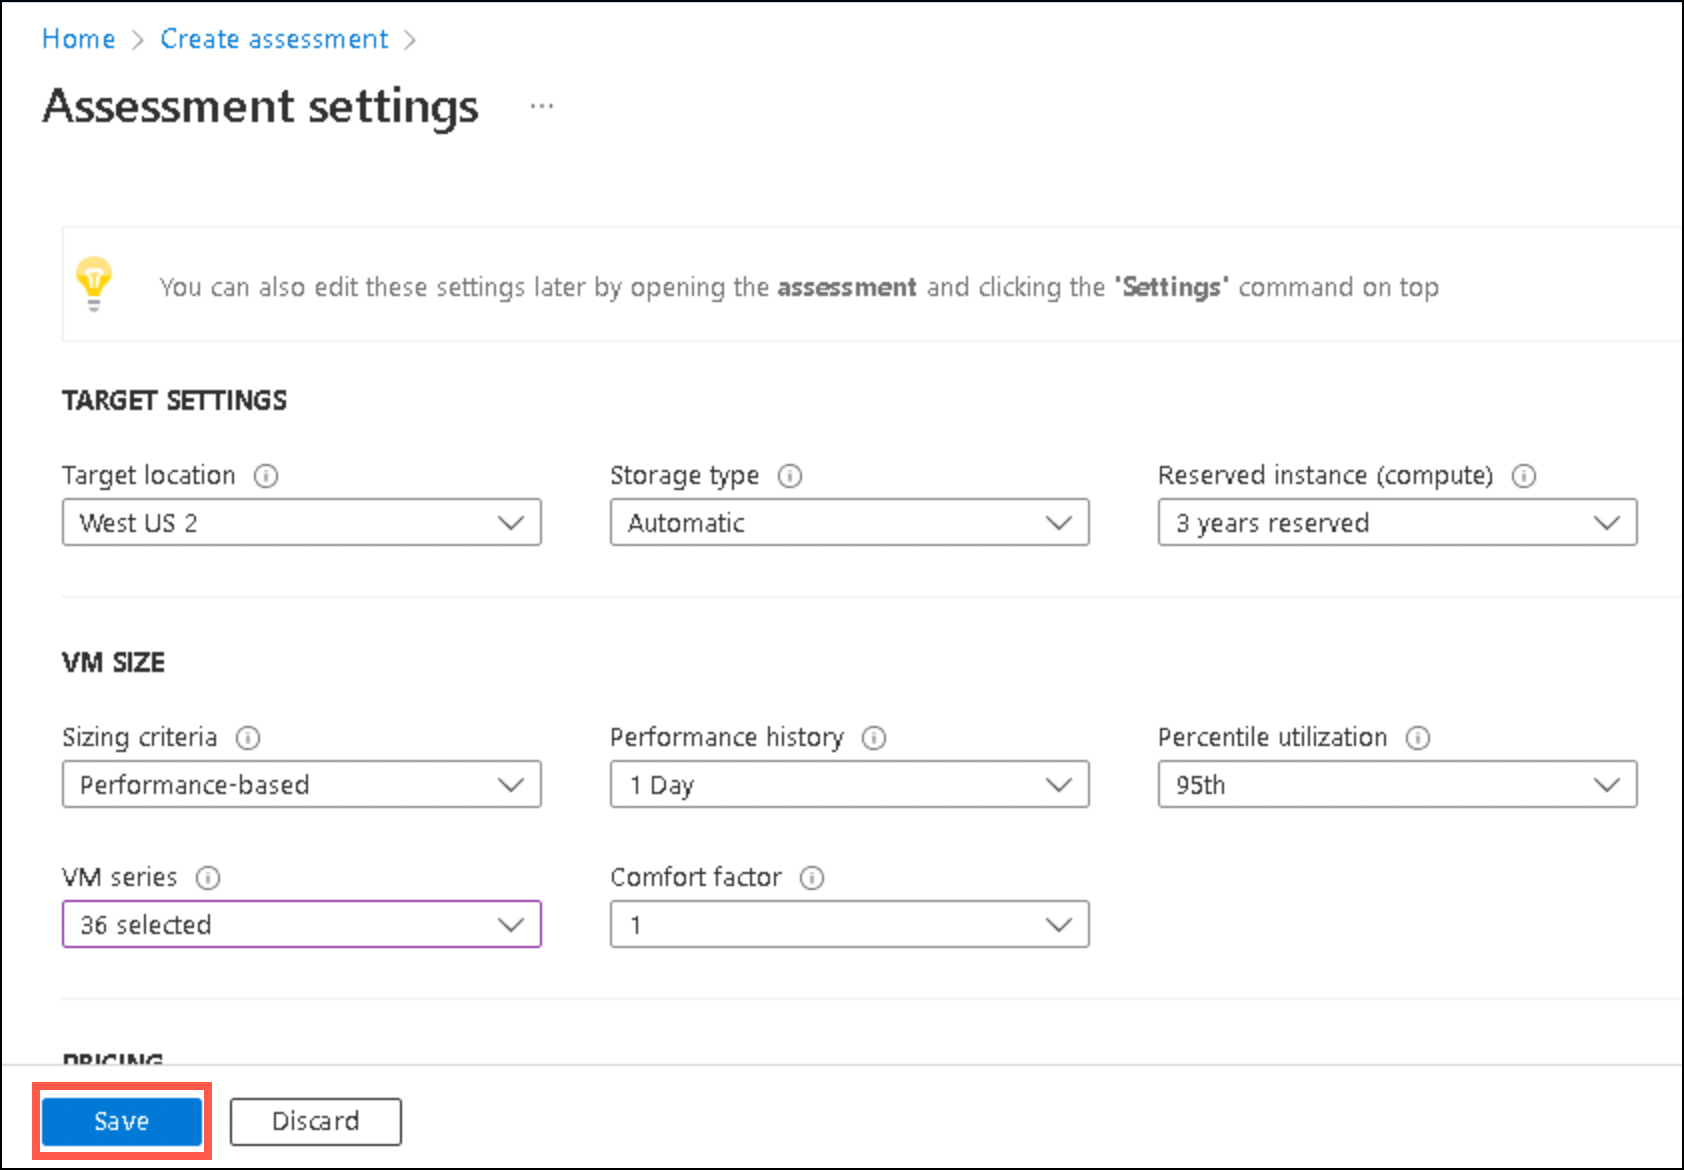 Home > Create assessment >
Assessment settings ...
You can also edit these settings later by opening the assessment and clicking the 'Settings' command on top
TARGET SETTINGS
Target location Storage type Reserved instance (compute)
West US 2 Automatic 3 years reserved
VM SIZE
Sizing criteria Performance history Percentile utilization
Performance-based 1 Day 95th
VM series Comfort factor
36 selected 1
PRICING
Save Discard